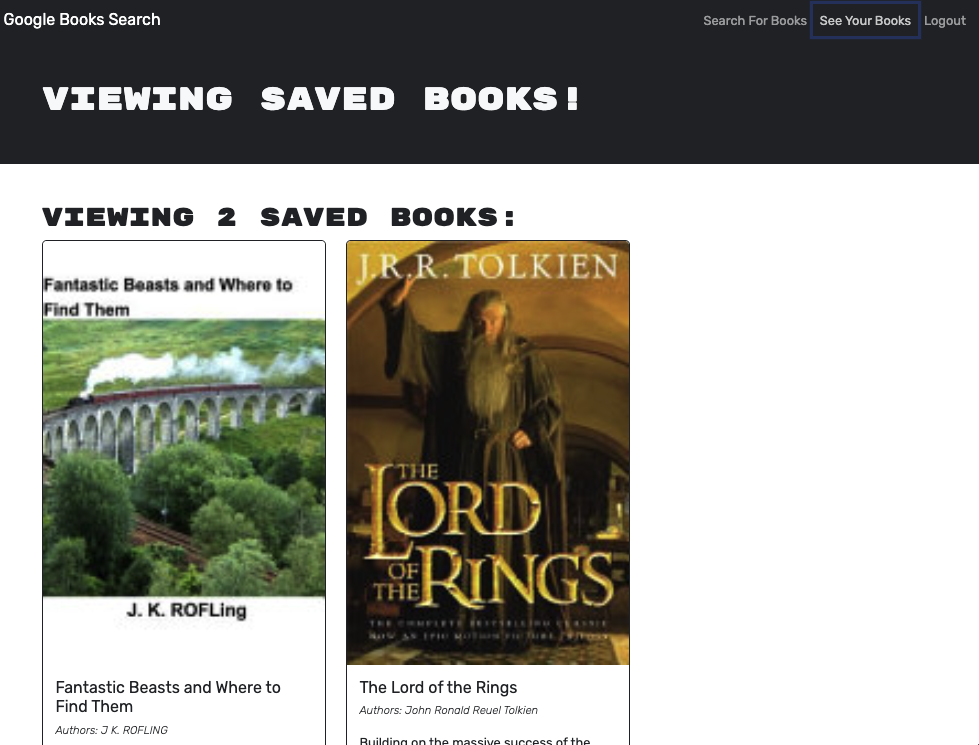 Google Books Search
Search For Books
See Your Books
Logout
VIEWING SAVED BOOKS!
VIEWING 2 SAVED BOOKS:
Fantastic Beasts and Where to
Find Them
J. K. ROFLing
Fantastic Beasts and Where to
Find Them
Authors: J K. ROFLING
J.R.R. TOLKIEN
THE
LORD
OF
THE RINGS
THE COMPLETE BESTSELLING CLASSIC
NOW AN EPIC MOTION PICTURE TRILOGY
The Lord of the Rings
Authors: John Ronald Reuel Tolkien
Building on the massive success of the